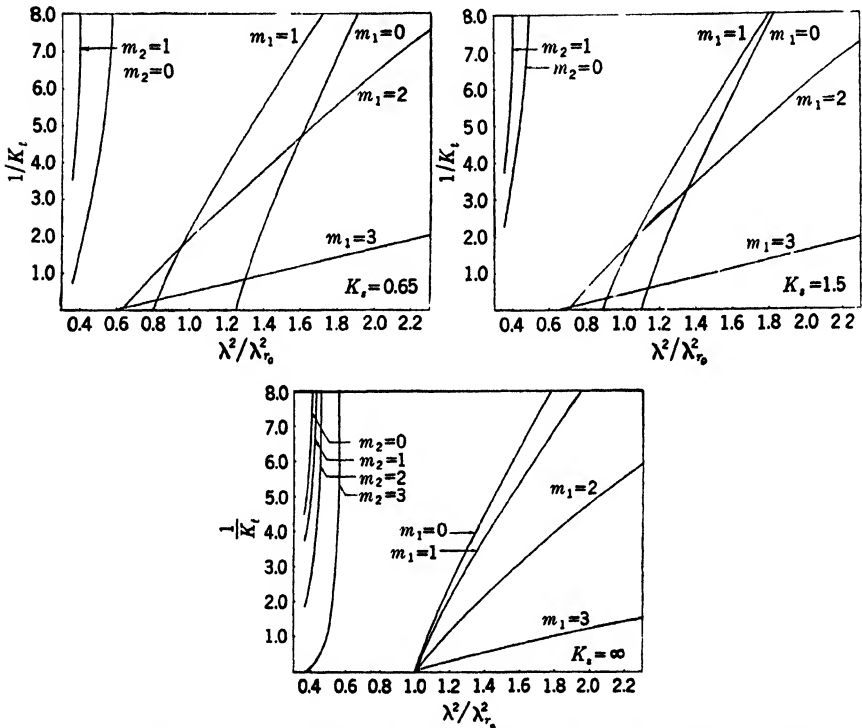 8.0
7.0
6.0
5.0
4.0
3.0
2.0
1.0
1/K_t
m_2=1
m_2=0
m_1=1
m_1=0
m_1=2
m_1=3
K_s=0.65
0.4 0.6 0.8 1.0 1.2 1.4 1.6 1.8 2.0 2.2
λ²/λ²_{r_0}
8.0
7.0
6.0
5.0
4.0
3.0
2.0
1.0
1/K_t
m_2=1
m_2=0
m_1=1
m_1=0
m_1=2
m_1=3
K_s=1.5
0.4 0.6 0.8 1.0 1.2 1.4 1.6 1.8 2.0 2 2
λ²/λ²_{r_0}
8.0
7.0
6.0
5.0
4.0
3.0
2.0
1.0
1/K_t
m_2=0
m_2=1
m_2=2
m_2=3
m_1=0
m_1=1
m_1=2
m_1=3
K_s=∞
0.4 0.6 0.8 1.0 1.2 1.4 1.6 1.8 2.0 2.2
λ²/λ²_{r_0}